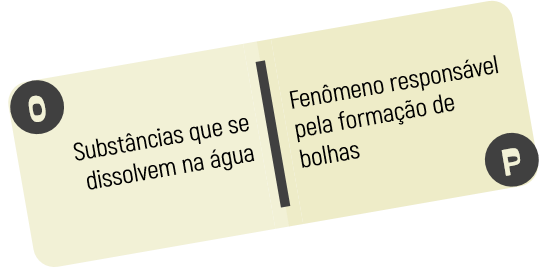 O
Substâncias que se
dissolvem na água
Fenômeno responsável
pela formação de
bolhas
P